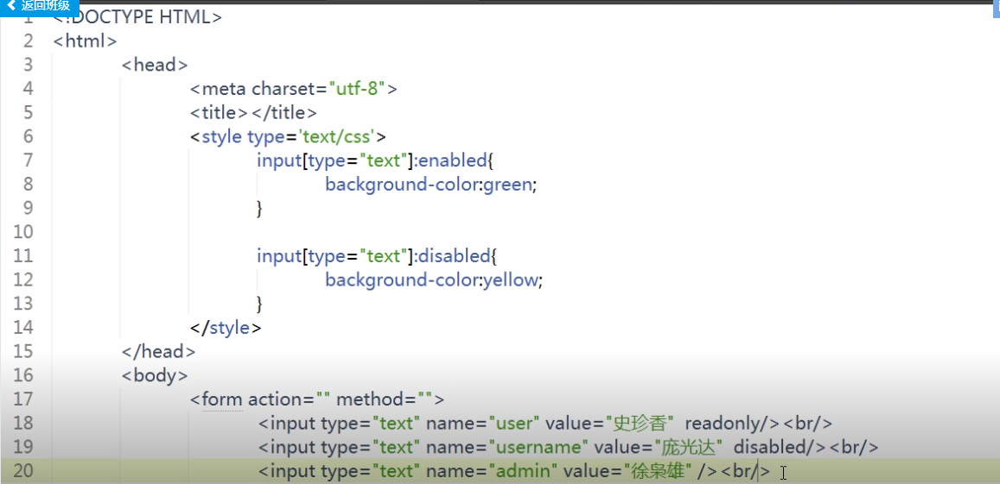 返回班级
1 <!DOCTYPE HTML>
2 <html>
3 <head>
4 <meta charset="utf-8">
5 <title></title>
6 <style type='text/css'>
7 input[type="text"]:enabled{
8 background-color:green;
9 }
10
11 input[type="text"]:disabled{
12 background-color:yellow;
13 }
14 </style>
15 </head>
16 <body>
17 <form action="" method="">
18 <input type="text" name="user" value="史珍香" readonly/><br/>
19 <input type="text" name="username" value="庞光达" disabled/><br/>
20 <input type="text" name="admin" value="徐枭雄" /><br/>